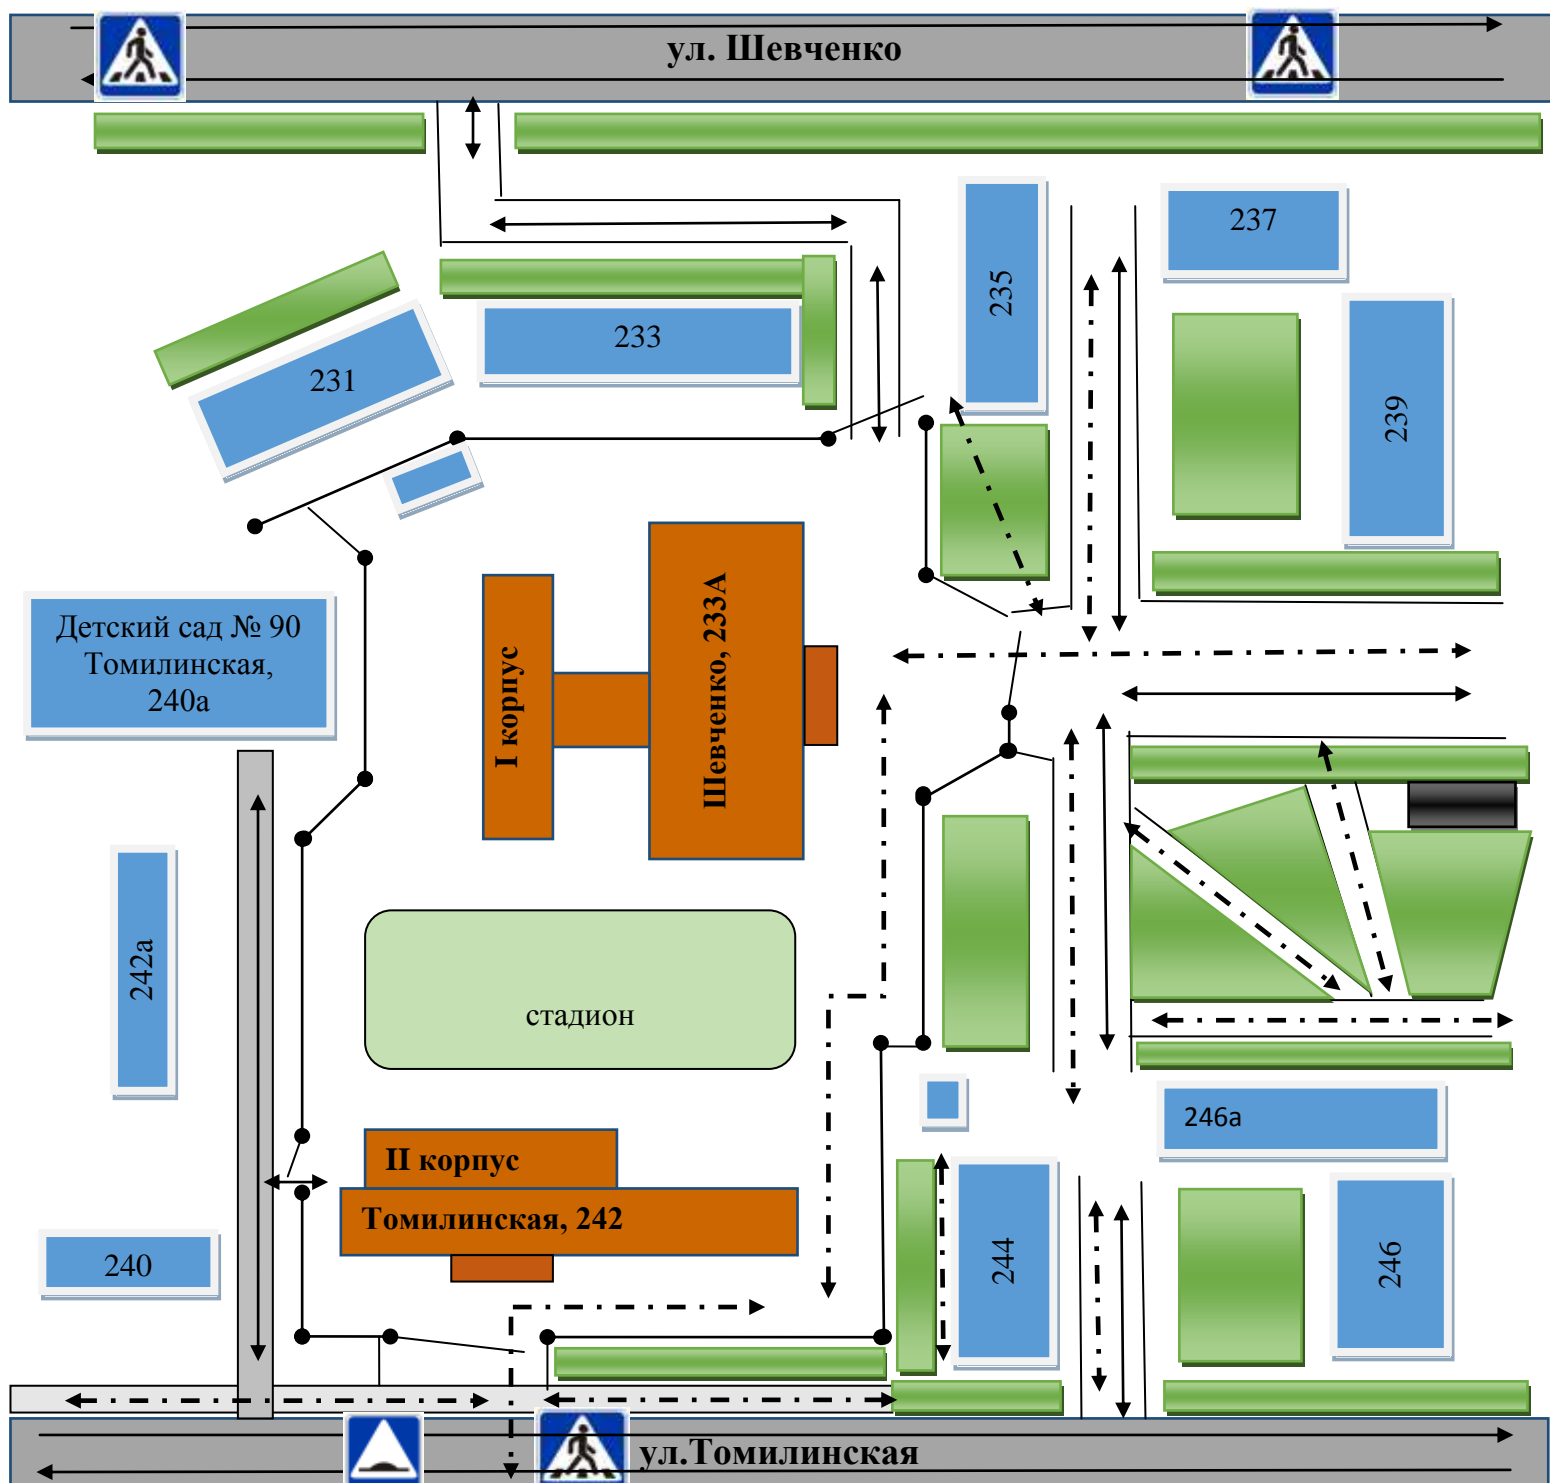 ул. Шевченко
237
235
233
231
239
Детский сад № 90
Томилинская,
240а
I корпус
Шевченко, 233А
242а
стадион
246а
II корпус
Томилинская, 242
244
246
240
ул.Томилинская